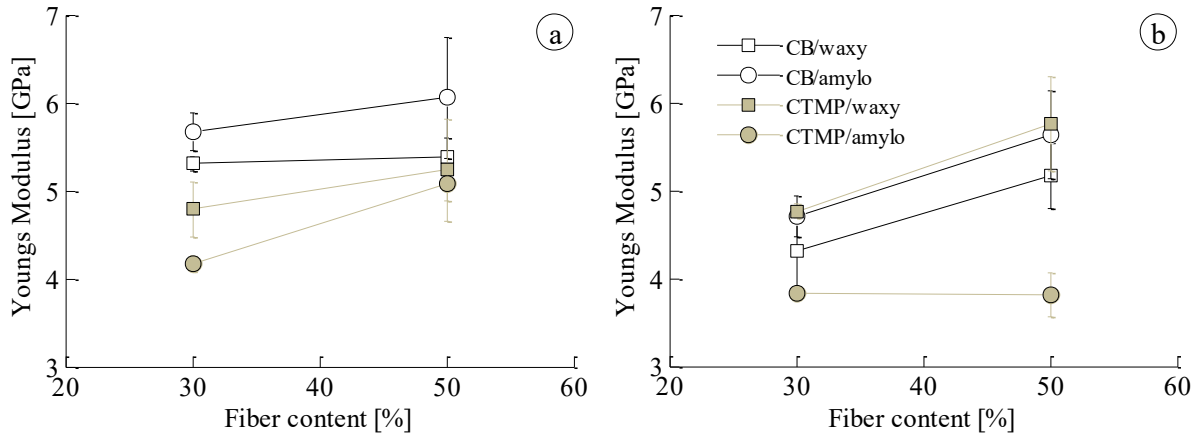 7
6
5
4
3
Youngs Modulus [GPa]
20
30
40
50
60
Fiber content [%]
a
7
6
5
4
3
Youngs Modulus [GPa]
20
30
40
50
60
Fiber content [%]
CB/waxy
CB/amylo
CTMP/waxy
CTMP/amylo
b